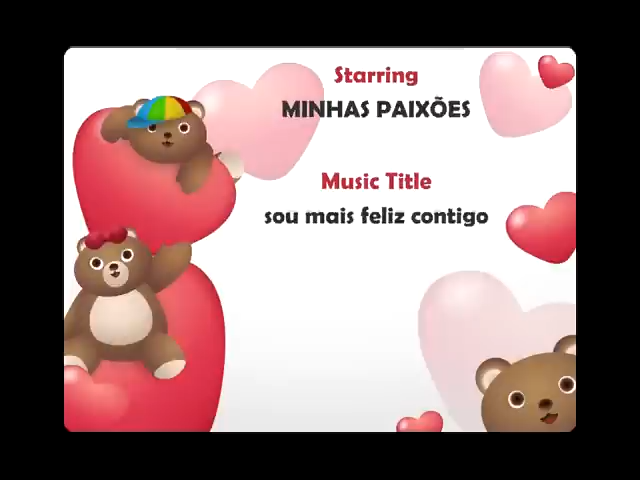 Starring
MINHAS PAIXÕES
Music Title
sou mais feliz contigo